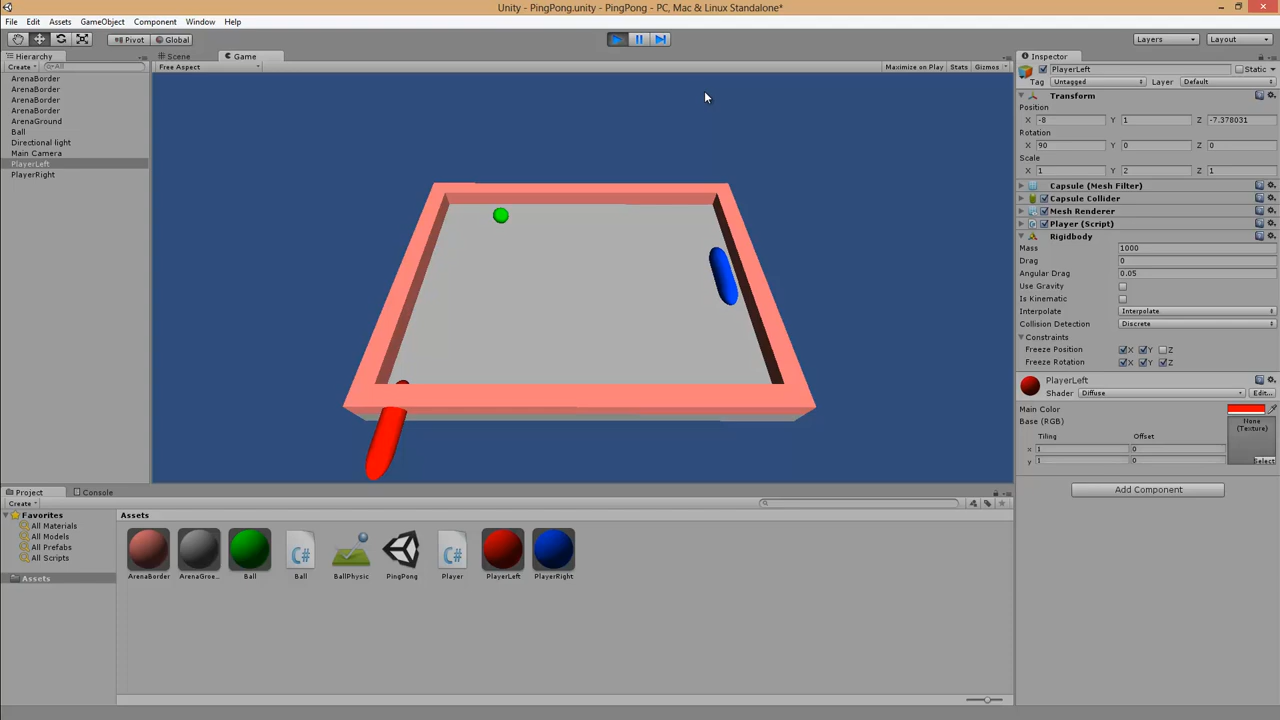 Unity - PingPong.unity - PingPong - PC, Mac & Linux Standalone*
File Edit Assets GameObject Component Window Help
Pivot Global Layers Layout
Hierarchy
Create All
ArenaBorder
ArenaBorder
ArenaBorder
ArenaBorder
ArenaGround
Ball
Directional light
Main Camera
PlayerLeft
PlayerRight
Scene Game
Free Aspect Maximize on Play Stats Gizmos
Inspector
PlayerLeft Static
Tag Untagged Layer Default
Transform
Position
X -8 Y 1 Z -7.378031
Rotation
X 90 Y 0 Z 0
Scale
X 1 Y 2 Z 1
Capsule (Mesh Filter)
Capsule Collider
Mesh Renderer
Player (Script)
Rigidbody
Mass 1000
Drag 0
Angular Drag 0.05
Use Gravity
Is Kinematic
Interpolate Interpolate
Collision Detection Discrete
Constraints
Freeze Position X Y Z
Freeze Rotation X Y Z
PlayerLeft
Shader Diffuse Edit...
Main Color
Base (RGB)
None
(Texture)
Tiling Offset
x 1 0
y 1 0
Select
Add Component
Project Console
Create
Favorites
All Materials
All Models
All Prefabs
All Scripts
Assets
Assets
ArenaBorder ArenaGroe... Ball Ball BallPhysic PingPong Player PlayerLeft PlayerRight
C# C#